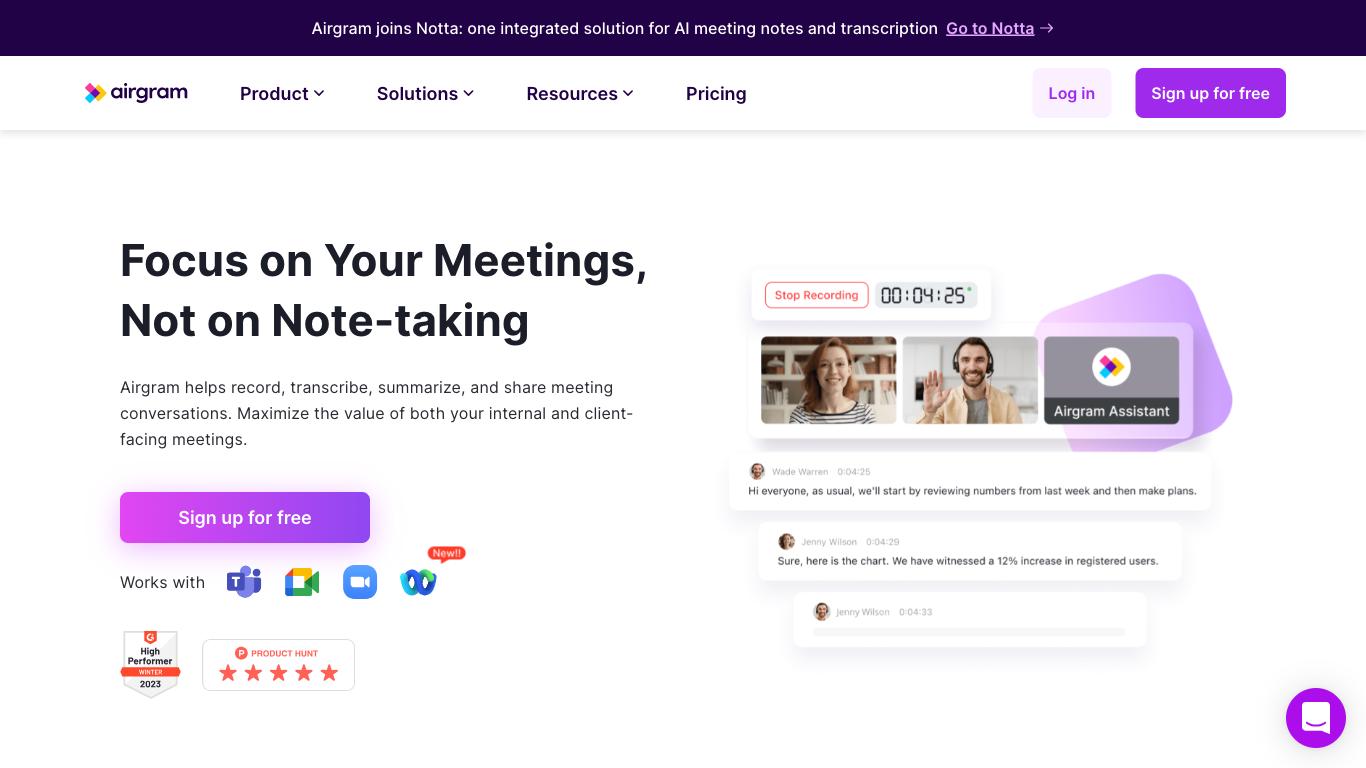 Airgram joins Notta: one integrated solution for AI meeting notes and transcription Go to Notta →
airgram Product Solutions Resources Pricing Log in Sign up for free
Focus on Your Meetings,
Not on Note-taking
Airgram helps record, transcribe, summarize, and share meeting
conversations. Maximize the value of both your internal and client-
facing meetings.
Sign up for free
Works with
T
New!!
G
High
Performer
WINTER
2023
P PRODUCT HUNT
Stop Recording 00:04:25
Airgram Assistant
Wade Warren 0:04:25
Hi everyone, as usual, we'll start by reviewing numbers from last week and then make plans.
Jenny Wilson 0:04:29
Sure, here is the chart. We have witnessed a 12% increase in registered users.
Jenny Wilson 0:04:33